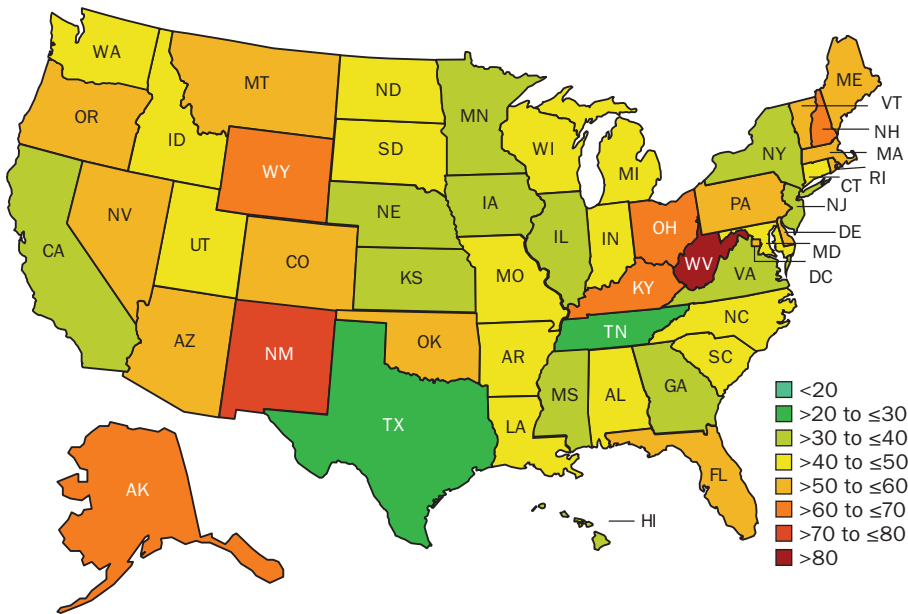 WA
MT
ME
ND
VT
OR
MN
NH
ID
SD
WI
NY
MA
WY
MI
RI
CT
IA
PA
NJ
NE
NV
OH
DE
IL
IN
UT
MD
CA
CO
WV
VA
DC
KS
MO
KY
NC
TN
AZ
OK
NM
AR
SC
MS
AL
GA
TX
LA
FL
AK
HI
<20
>20 to ≤30
>30 to ≤40
>40 to ≤50
>50 to ≤60
>60 to ≤70
>70 to ≤80
>80